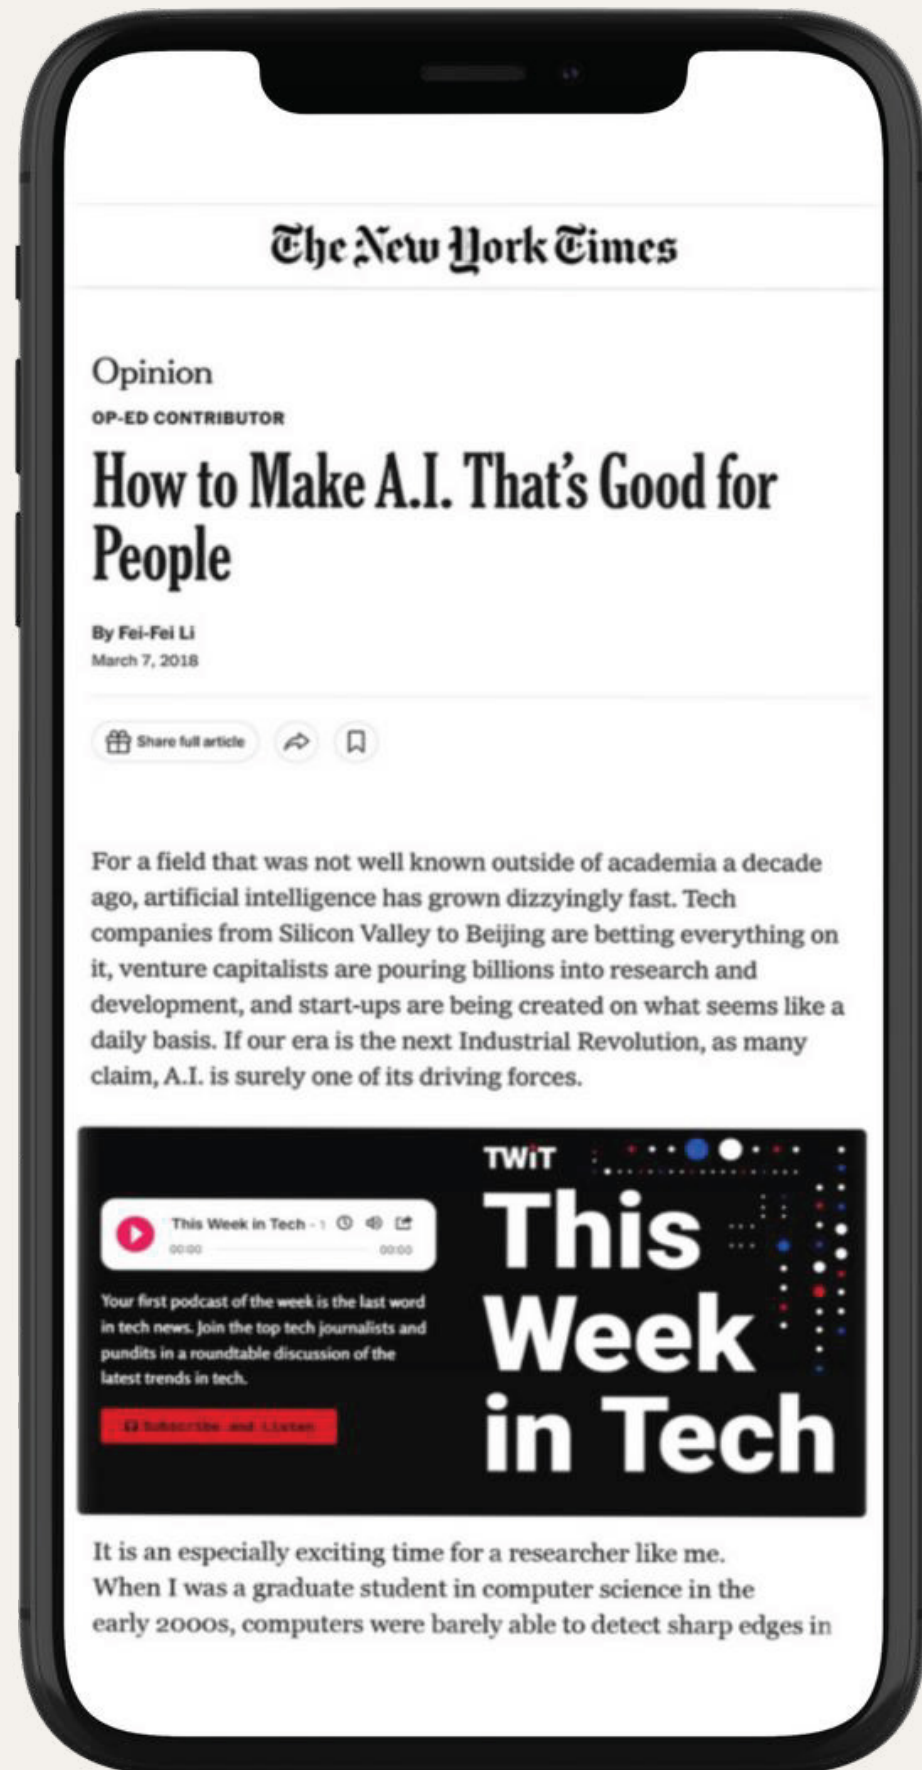 The New York Times
Opinion
OP-ED CONTRIBUTOR
How to Make A.I. That's Good for
People
By Fei-Fei Li
March 7, 2018
Share full article
For a field that was not well known outside of academia a decade
ago, artificial intelligence has grown dizzyingly fast. Tech
companies from Silicon Valley to Beijing are betting everything on
it, venture capitalists are pouring billions into research and
development, and start-ups are being created on what seems like a
daily basis. If our era is the next Industrial Revolution, as many
claim, A.I. is surely one of its driving forces.
This Week in Tech - 1
00:00 00:00
Your first podcast of the week is the last word
in tech news. Join the top tech journalists and
pundits in a roundtable discussion of the
latest trends in tech.
Subscribe and Listen
TWiT
This
Week
in Tech
It is an especially exciting time for a researcher like me.
When I was a graduate student in computer science in the
early 2000s, computers were barely able to detect sharp edges in